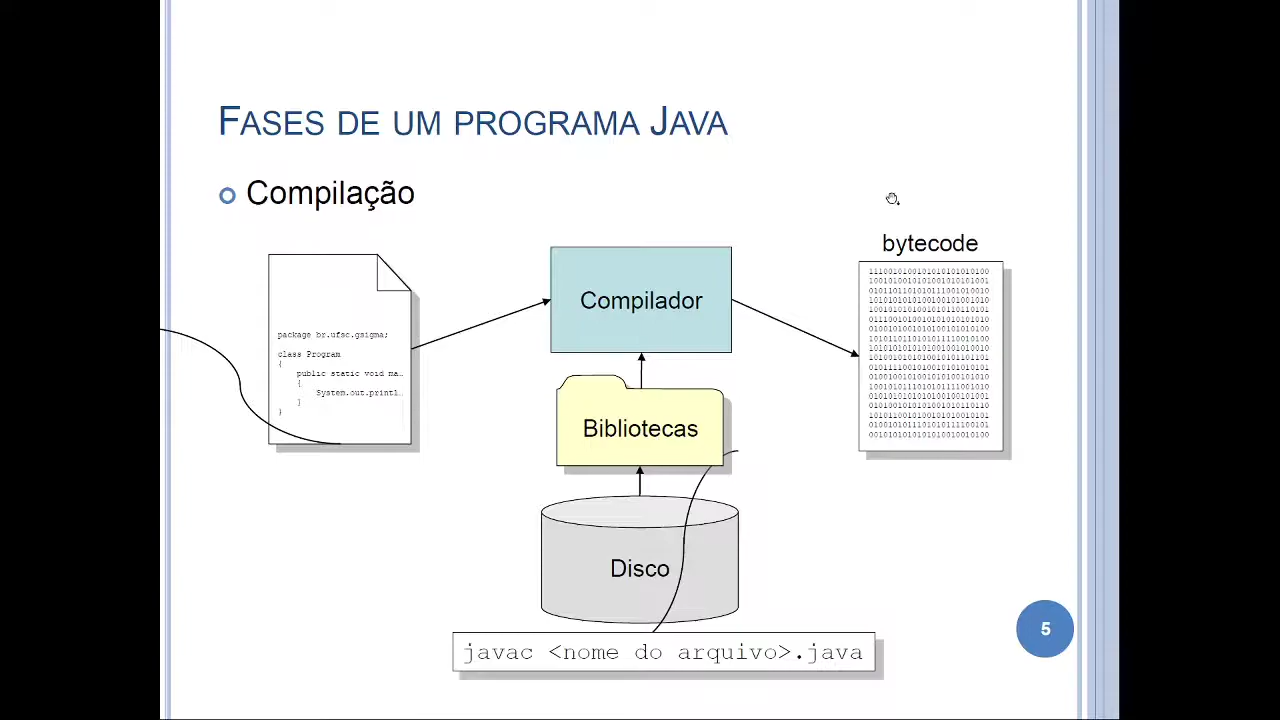 FASES DE UM PROGRAMA JAVA
Compilação
package br.ufsc.gsigma;
class Program
{
public static void ma…
{
System.out.printl…
}
}
Compilador
Bibliotecas
Disco
javac <nome do arquivo>.java
bytecode
5